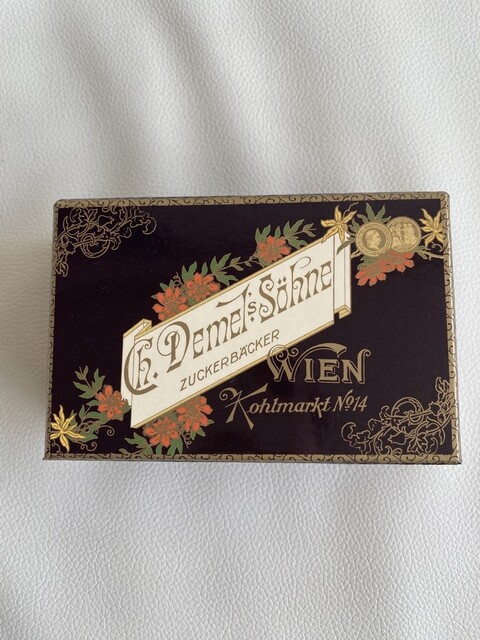 Ch. Demel's Söhne
ZUCKERBÄCKER
WIEN
Kohlmarkt No 14